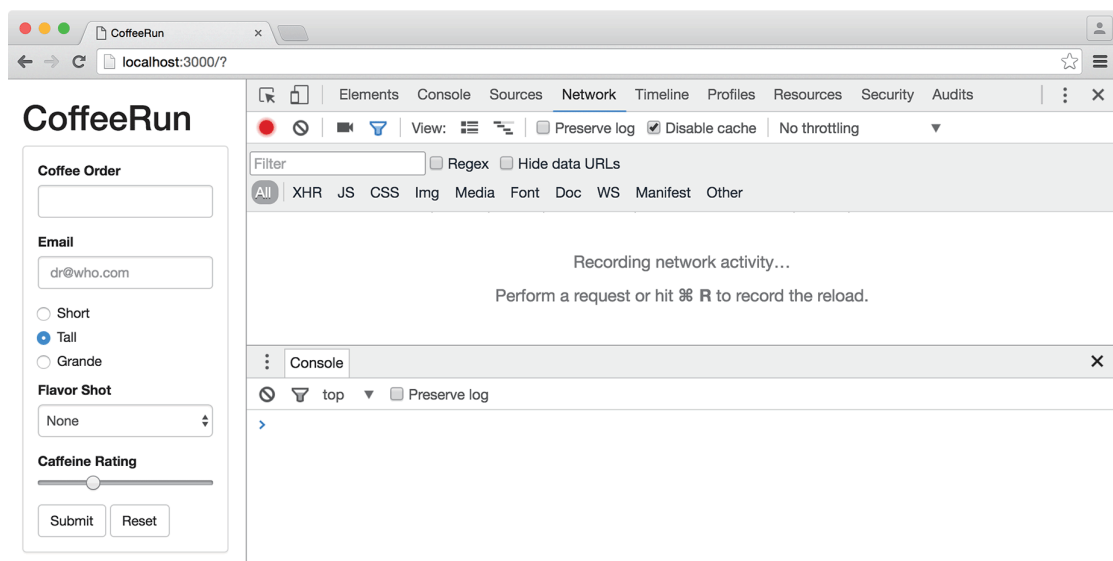 CoffeeRun
localhost:3000/?
CoffeeRun
Coffee Order
Email
dr@who.com
Short
Tall
Grande
Flavor Shot
None
Caffeine Rating
Submit Reset
Elements Console Sources Network Timeline Profiles Resources Security Audits
View: Preserve log Disable cache No throttling
Filter Regex Hide data URLs
All XHR JS CSS Img Media Font Doc WS Manifest Other
Recording network activity…
Perform a request or hit ⌘ R to record the reload.
Console
top Preserve log